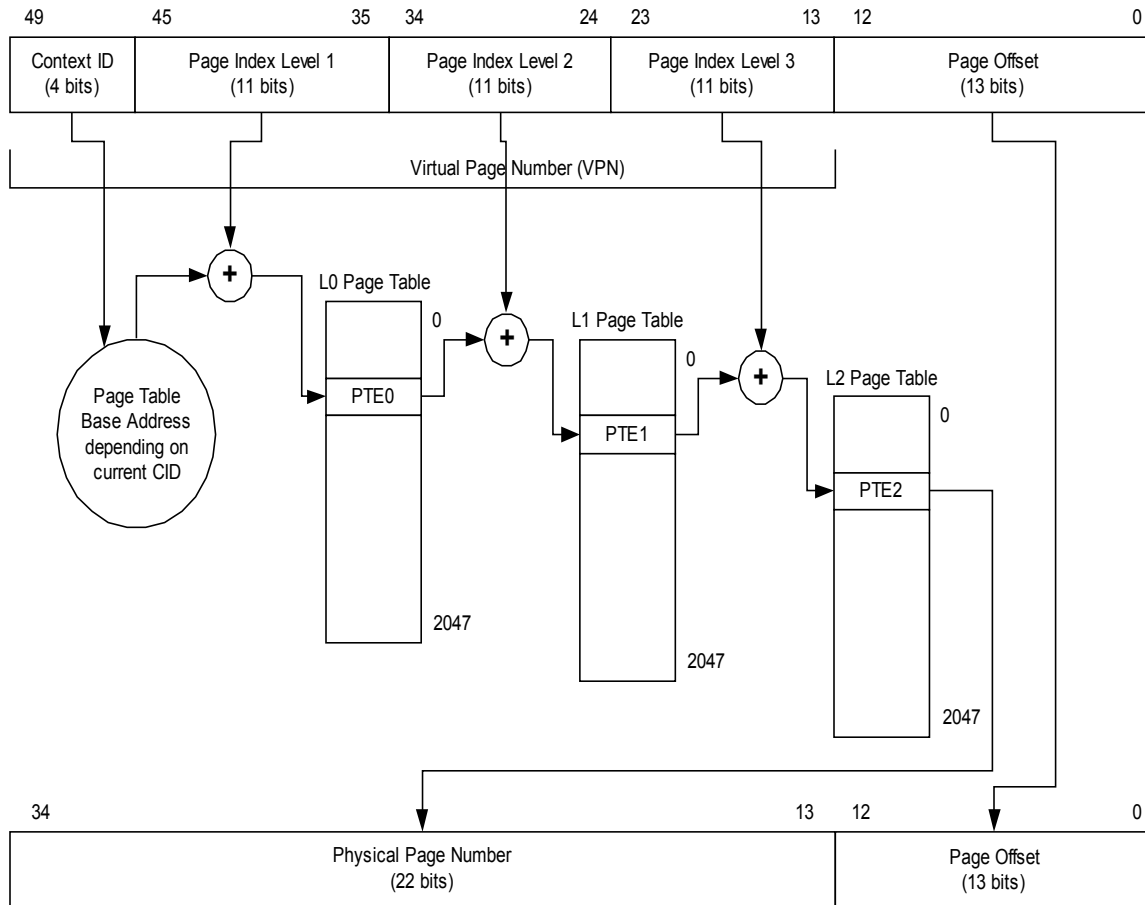 49 45 35 34 24 23 13 12 0
Context ID Page Index Level 1 Page Index Level 2 Page Index Level 3 Page Offset
(4 bits) (11 bits) (11 bits) (11 bits) (13 bits)
Virtual Page Number (VPN)
+
L0 Page Table
0
+
L1 Page Table
0
+
L2 Page Table
0
Page Table
Base Address
depending on
current CID
PTE0
PTE1
PTE2
2047
2047
2047
34 13 12 0
Physical Page Number Page Offset
(22 bits) (13 bits)